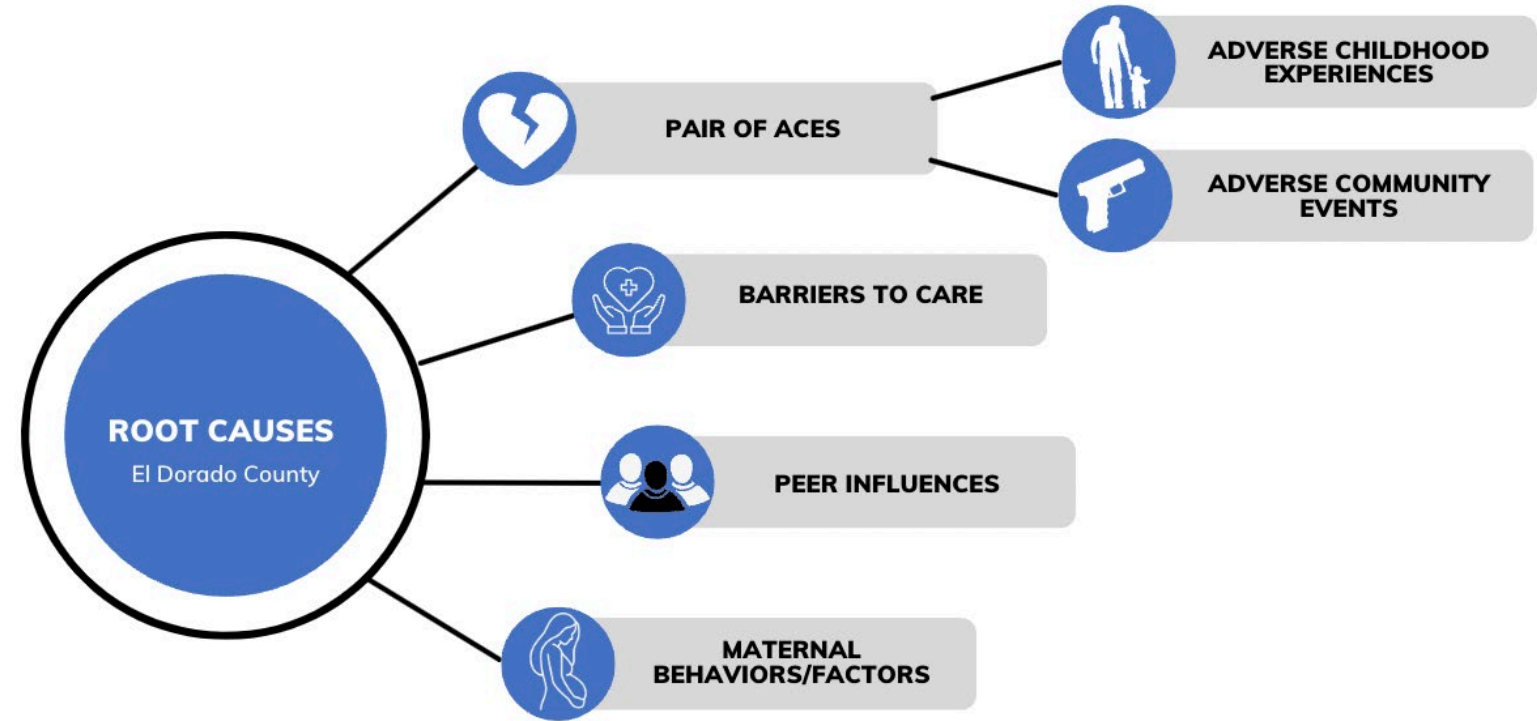 ADVERSE CHILDHOOD
EXPERIENCES
PAIR OF ACES
ADVERSE COMMUNITY
EVENTS
BARRIERS TO CARE
ROOT CAUSES
El Dorado County
PEER INFLUENCES
MATERNAL
BEHAVIORS/FACTORS